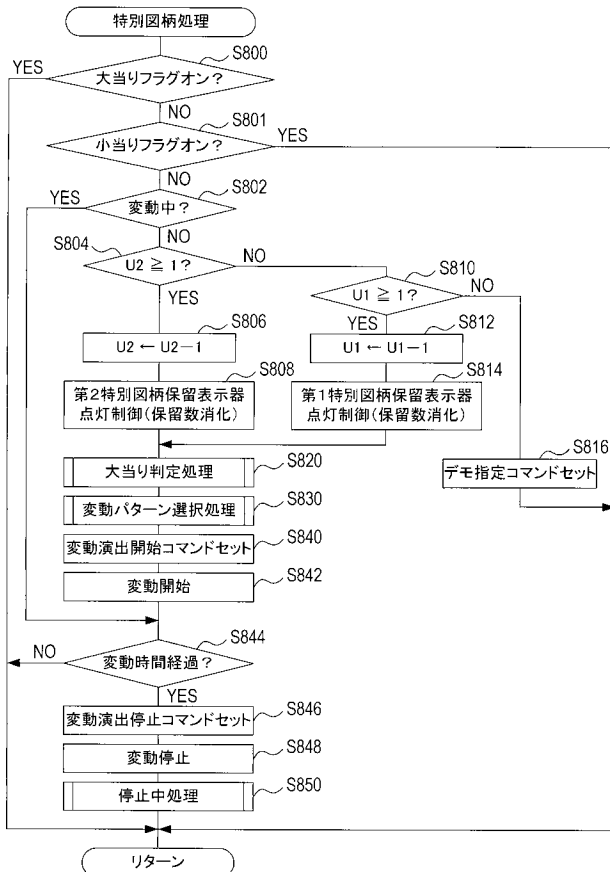 特別図柄処理
S800
YES
大当りフラグオン?
NO
S801
YES
小当りフラグオン?
NO
S802
YES
変動中?
NO
S804
NO
U2 ≧ 1?
S810
YES
U1 ≧ 1?
NO
S806
YES
S812
U2 ← U2−1
U1 ← U1−1
S808
S814
第2特別図柄保留表示器
点灯制御(保留数消化)
第1特別図柄保留表示器
点灯制御(保留数消化)
S816
S820
大当り判定処理
デモ指定コマンドセット
S830
変動パターン選択処理
S840
変動演出開始コマンドセット
S842
変動開始
S844
NO
変動時間経過?
YES
S846
変動演出停止コマンドセット
S848
変動停止
S850
停止中処理
リターン